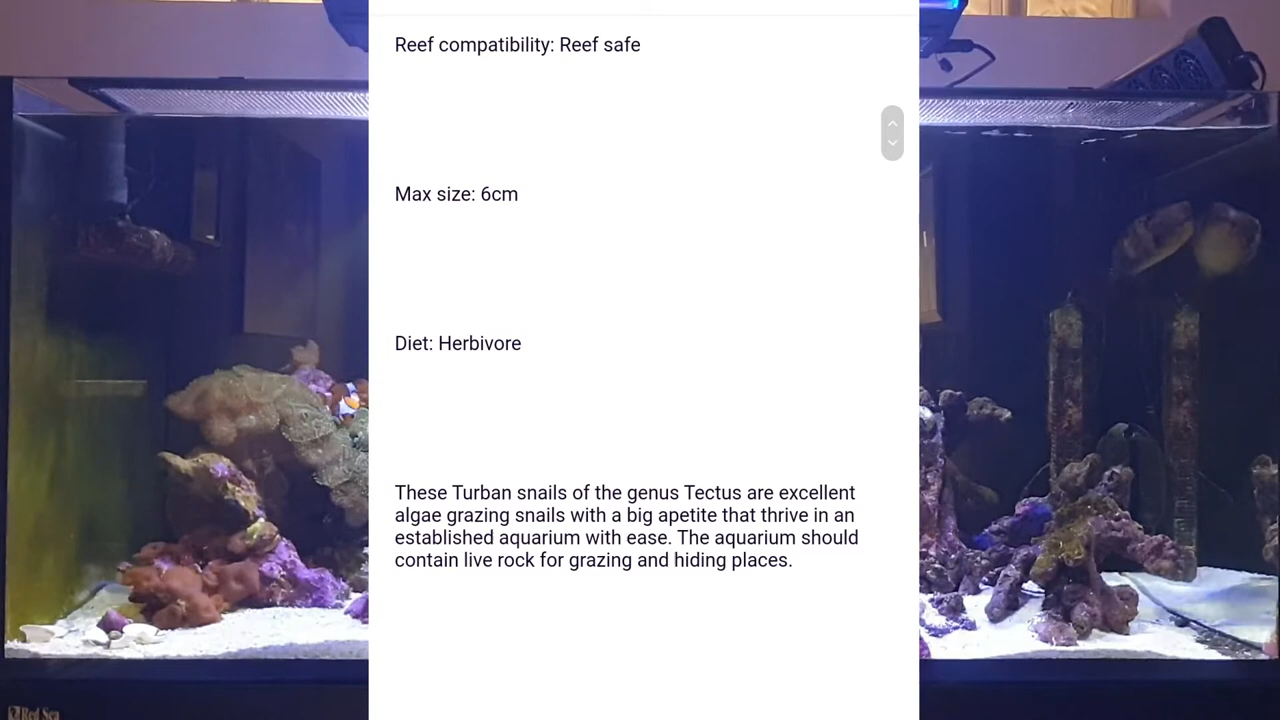 Reef compatibility: Reef safe
Max size: 6cm
Diet: Herbivore
These Turban snails of the genus Tectus are excellent
algae grazing snails with a big apetite that thrive in an
established aquarium with ease. The aquarium should
contain live rock for grazing and hiding places.
Red Sea